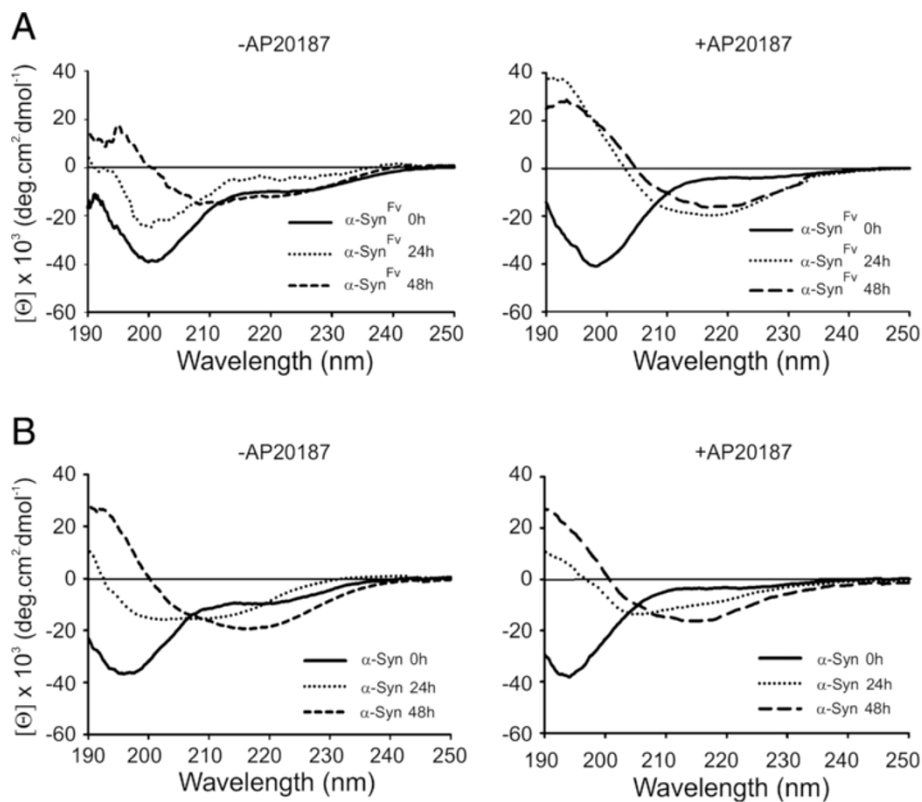 A
-AP20187
+AP20187
[Θ] x 10³ (deg.cm²dmol⁻¹)
40
20
0
-20
-40
-60
α-Syn^Fv 0h
α-Syn^Fv 24h
α-Syn^Fv 48h
190 200 210 220 230 240 250
Wavelength (nm)
40
20
0
-20
-40
-60
α-Syn^Fv 0h
α-Syn^Fv 24h
α-Syn^Fv 48h
190 200 210 220 230 240 250
Wavelength (nm)
B
-AP20187
+AP20187
[Θ] x 10³ (deg.cm²dmol⁻¹)
40
20
0
-20
-40
-60
α-Syn 0h
α-Syn 24h
α-Syn 48h
190 200 210 220 230 240 250
Wavelength (nm)
40
20
0
-20
-40
-60
α-Syn 0h
α-Syn 24h
α-Syn 48h
190 200 210 220 230 240 250
Wavelength (nm)